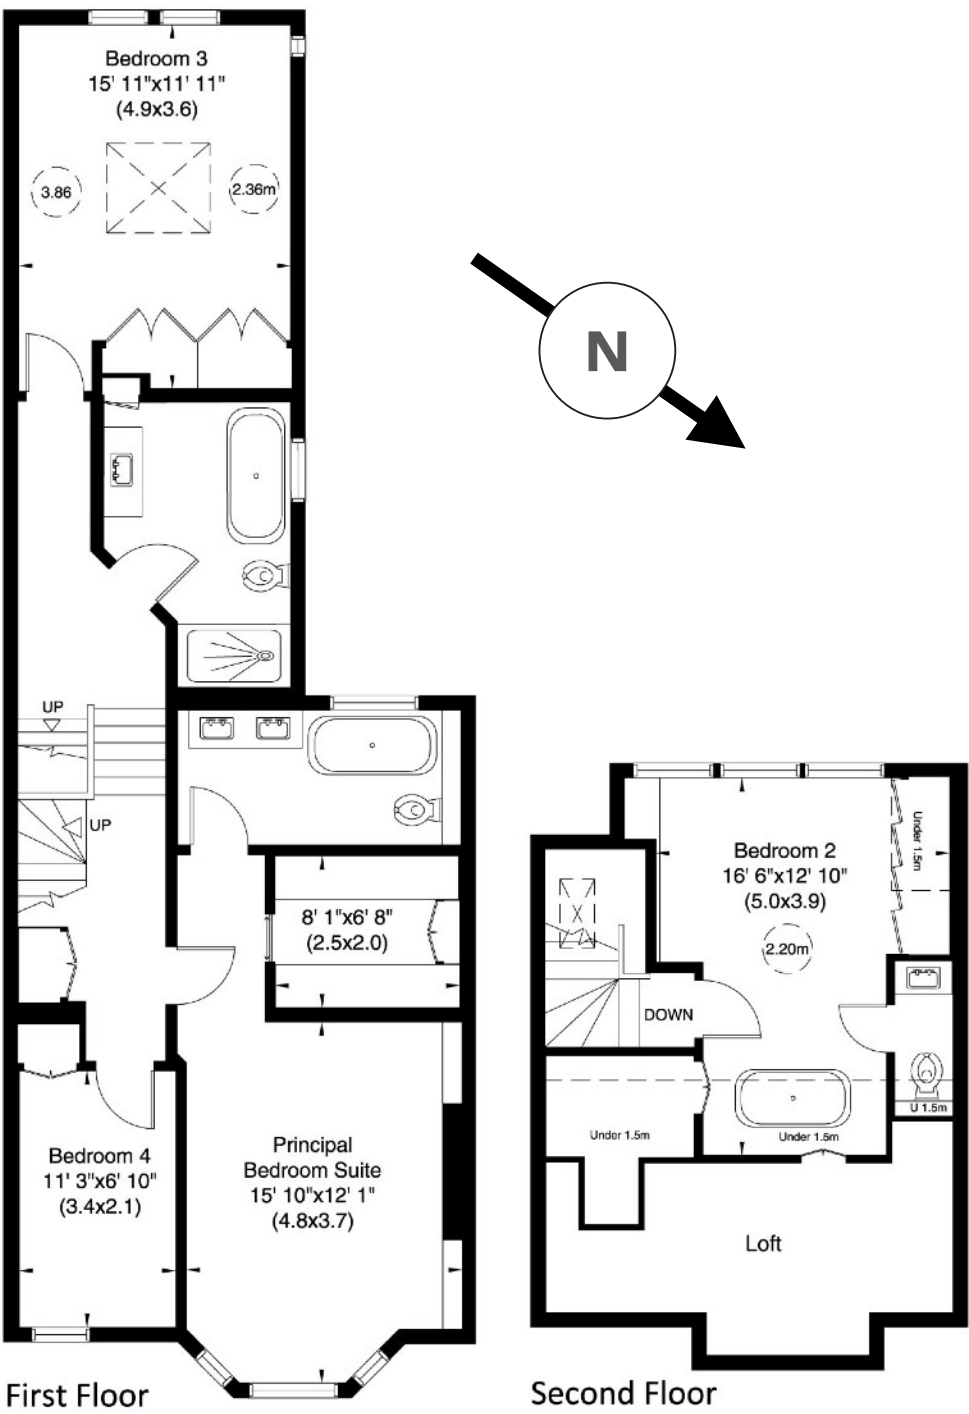 Bedroom 3
15' 11"x11' 11"
(4.9x3.6)
3.86
2.36m
N
UP
UP
8' 1"x6' 8"
(2.5x2.0)
Bedroom 4
11' 3"x6' 10"
(3.4x2.1)
Principal
Bedroom Suite
15' 10"x12' 1"
(4.8x3.7)
First Floor
Bedroom 2
16' 6"x12' 10"
(5.0x3.9)
2.20m
Under 1.5m
DOWN
U 1.5m
Under 1.5m
Under 1.5m
Loft
Second Floor